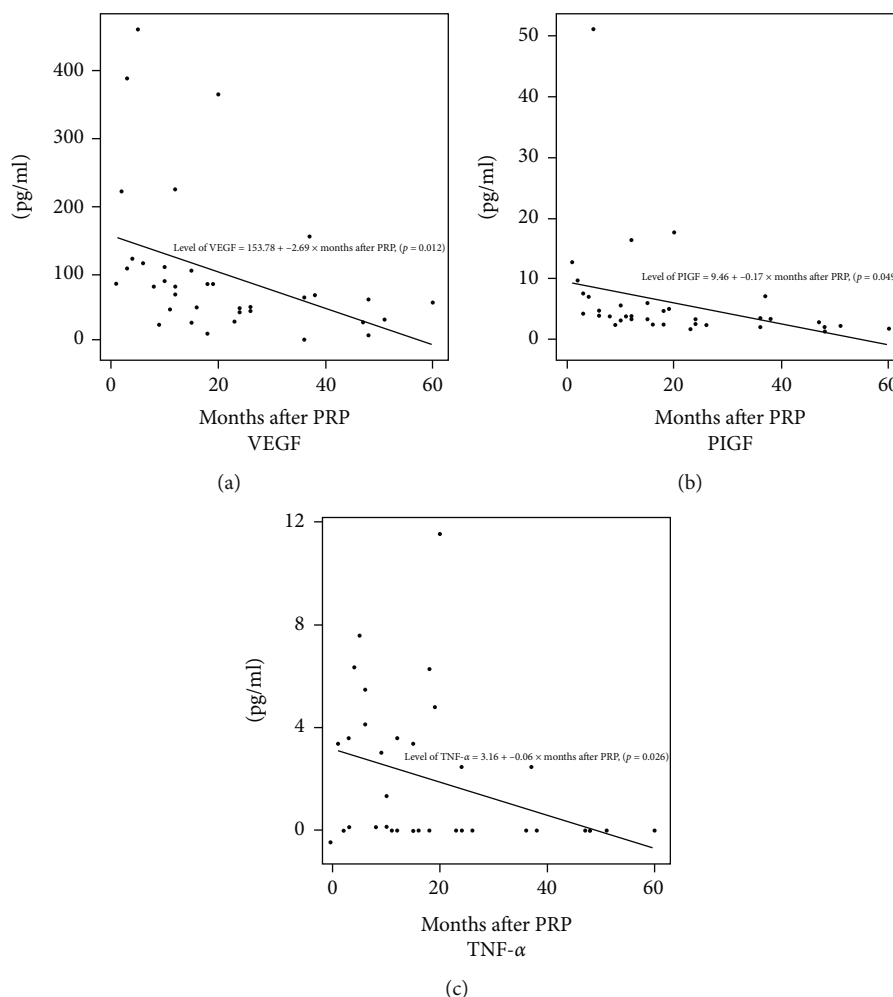 400
300
200
100
0
(pg/ml)
Level of VEGF = 153.78 + −2.69 × months after PRP, (p = 0.012)
0 20 40 60
Months after PRP
VEGF
(a)
50
40
30
20
10
0
(pg/ml)
Level of PIGF = 9.46 + −0.17 × months after PRP, (p = 0.049
0 20 40 60
Months after PRP
PIGF
(b)
12
8
4
0
(pg/ml)
Level of TNF-α = 3.16 + −0.06 × months after PRP, (p = 0.026)
0 20 40 60
Months after PRP
TNF-α
(c)